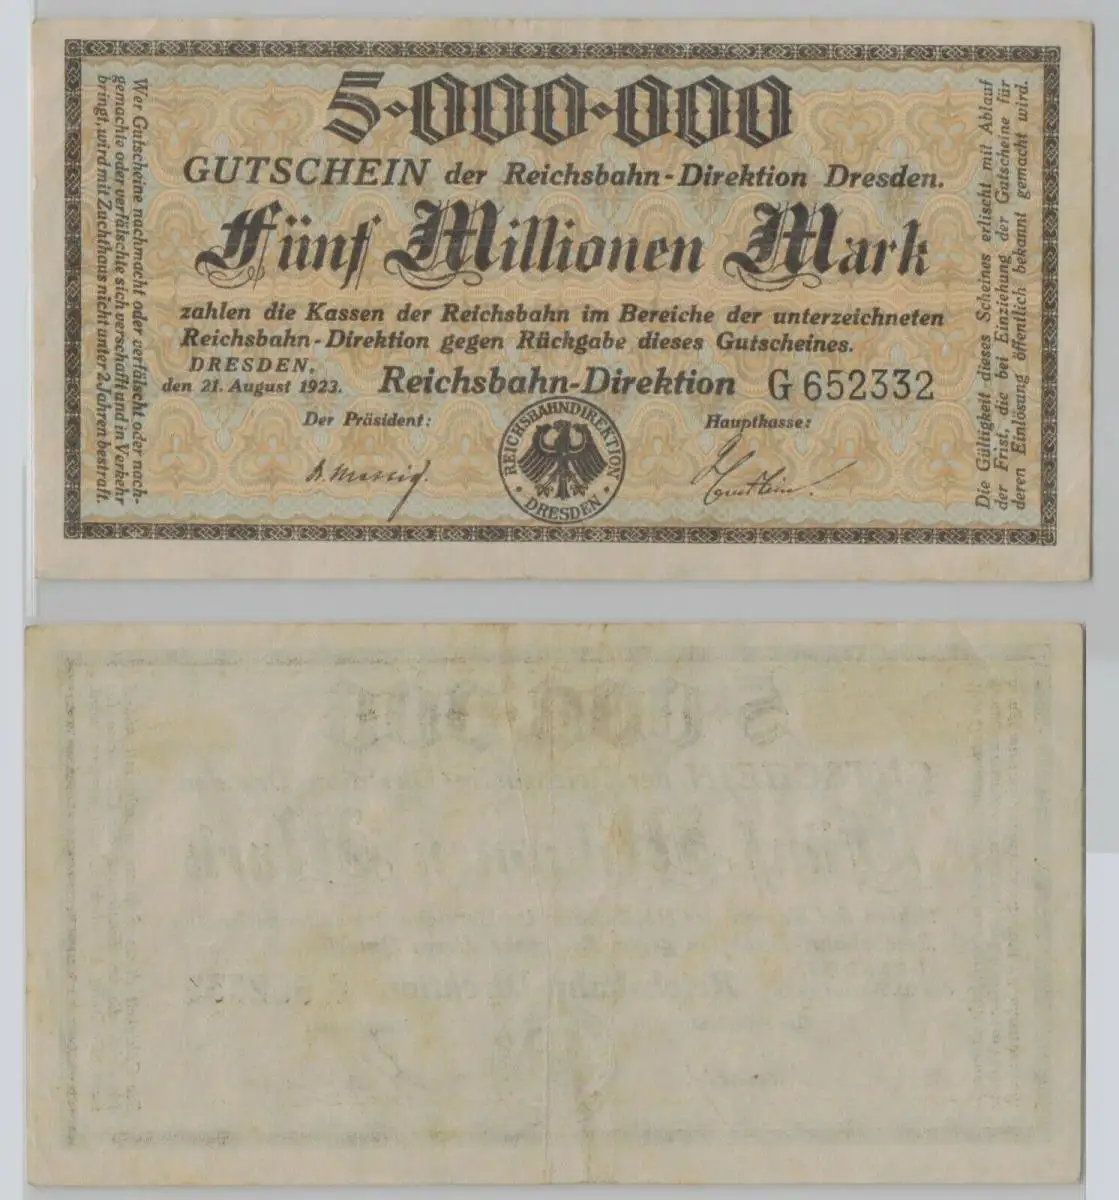 5-000-000
GUTSCHEIN der Reichsbahn-Direktion Dresden.
Fünf Millionen Mark
zahlen die Kassen der Reichsbahn im Bereiche der unterzeichneten
Reichsbahn-Direktion gegen Rückgabe dieses Gutscheines.
DRESDEN,
den 21. August 1923.
Reichsbahn-Direktion G 652332
Der Präsident:
Hauptkasse:
REICHSBAHNDIREKTION
• DRESDEN •
Wer Gutscheine nachmacht oder verfälscht oder nach-
gemachte oder verfälschte sich verschafft und in Verkehr
bringt, wird mit Zuchthaus nicht unter 2 Jahren bestraft.
Die Gültigkeit dieses Scheines erlischt mit Ablauf
der Frist, die bei Einziehung der Gutscheine für
deren Einlösung öffentlich bekannt gemacht wird.